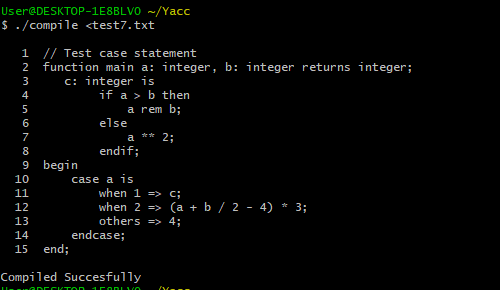 User@DESKTOP-1E8BLVO ~/Yacc
$ ./compile <test7.txt
1 // Test case statement
2 function main a: integer, b: integer returns integer;
3 c: integer is
4 if a > b then
5 a rem b;
6 else
7 a ** 2;
8 endif;
9 begin
10 case a is
11 when 1 => c;
12 when 2 => (a + b / 2 - 4) * 3;
13 others => 4;
14 endcase;
15 end;
Compiled Succesfully
User@DESKTOP-1E8BLVO ~/Yacc